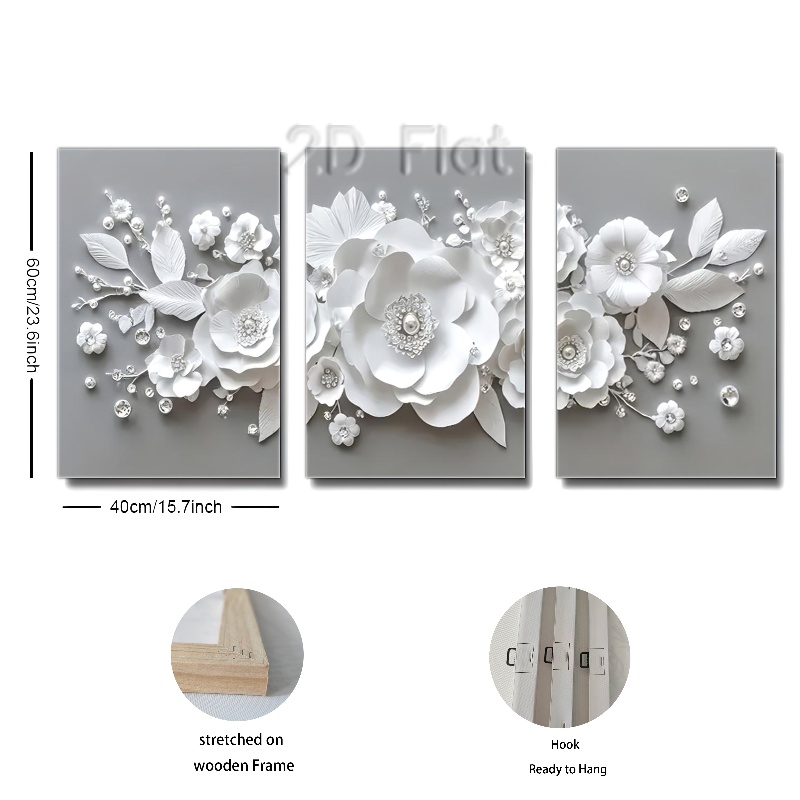 2D Flat
60cm/23.6inch
40cm/15.7inch
stretched on
wooden Frame
Hook
Ready to Hang